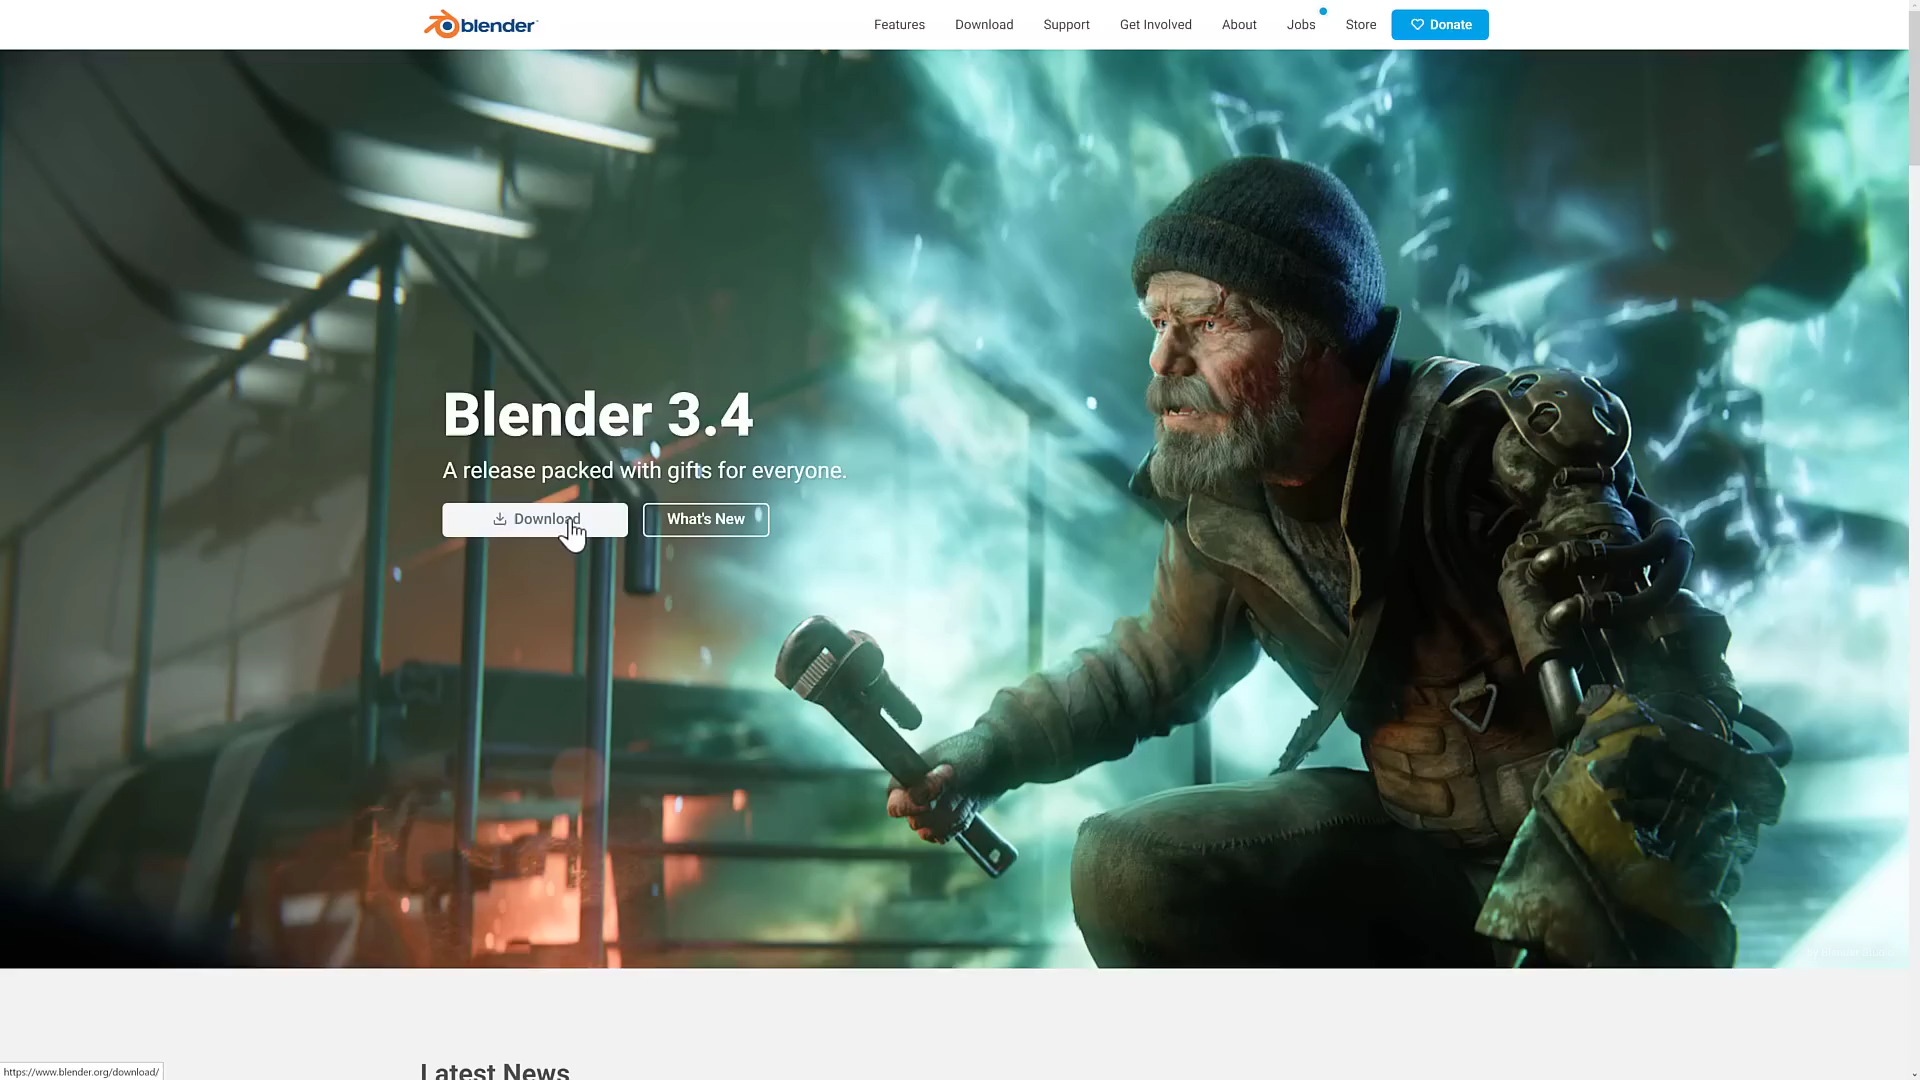 blender
Features
Download
Support
Get Involved
About
Jobs
Store
Donate
Blender 3.4
A release packed with gifts for everyone.
Download
What's New
Latest News
https://www.blender.org/download/